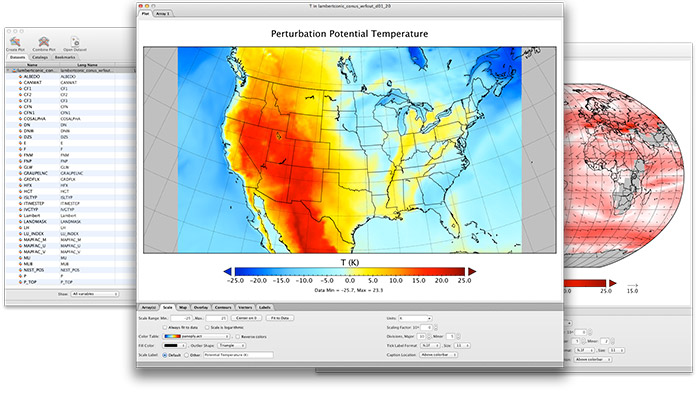 T in lambertconic_conus_wrfout_d01_20
Plot Array 1
Create Plot Combine Plot Open Dataset
Datasets Catalogs Bookmarks
Name Long Name
lambertconic_con... lambertconic_conus_wrfout
ALBEDO ALBEDO
CANWAT CANWAT
CF1 CF1
CF2 CF2
CF3 CF3
CFN CFN
CFN1 CFN1
COSALPHA COSALPHA
DN DN
DNW DNW
DZS DZS
E E
F F
FNM FNM
FNP FNP
GLW GLW
GRAUPELNC GRAUPELNC
GRDFLX GRDFLX
HFX HFX
HGT HGT
ISLTYP ISLTYP
ITIMESTEP ITIMESTEP
IVGTYP IVGTYP
Lambert Lambert
LANDMASK LANDMASK
LH LH
LU_INDEX LU_INDEX
MAPFAC_M MAPFAC_M
MAPFAC_U MAPFAC_U
MAPFAC_V MAPFAC_V
MU MU
MUB MUB
NEST_POS NEST_POS
P P
P_TOP P_TOP
Show: All variables
Perturbation Potential Temperature
T (K)
-25.0 -20.0 -15.0 -10.0 -5.0 0.0 5.0 10.0 15.0 20.0 25.0
Data Min = -25.7, Max = 23.3
Array(s) Scale Map Overlay Contours Vectors Labels
Scale Range: Min: -25 , Max: 25 Center on 0 Fit to Data
Always fit to data Scale is logarithmic
Color Table: panoply.act Reverse colors
Fill Color: , Outlier Shape: Triangle
Scale Label: Default Other: Potential Temperature (K)
Units: K
Scaling Factor: 10^ 0
Divisions, Major: 10 Minor: 5
Tick Label Format: %.1f , Size: 11
Caption Location: Above colorbar
25.0 15.0
Minor: 2
Above colorbar